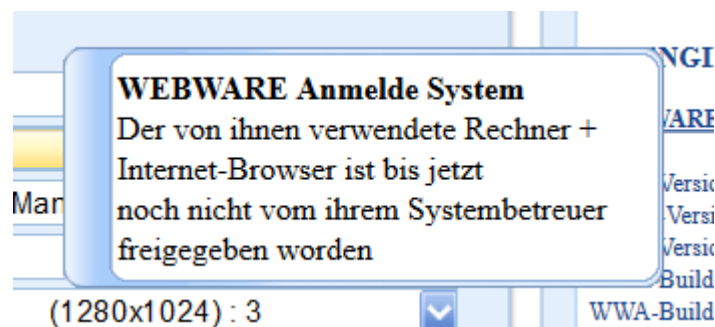 WEBWARE Anmelde System
Der von ihnen verwendete Rechner +
Internet-Browser ist bis jetzt
noch nicht vom ihrem Systembetreuer
freigegeben worden
(1280x1024) : 3
WWA-Build